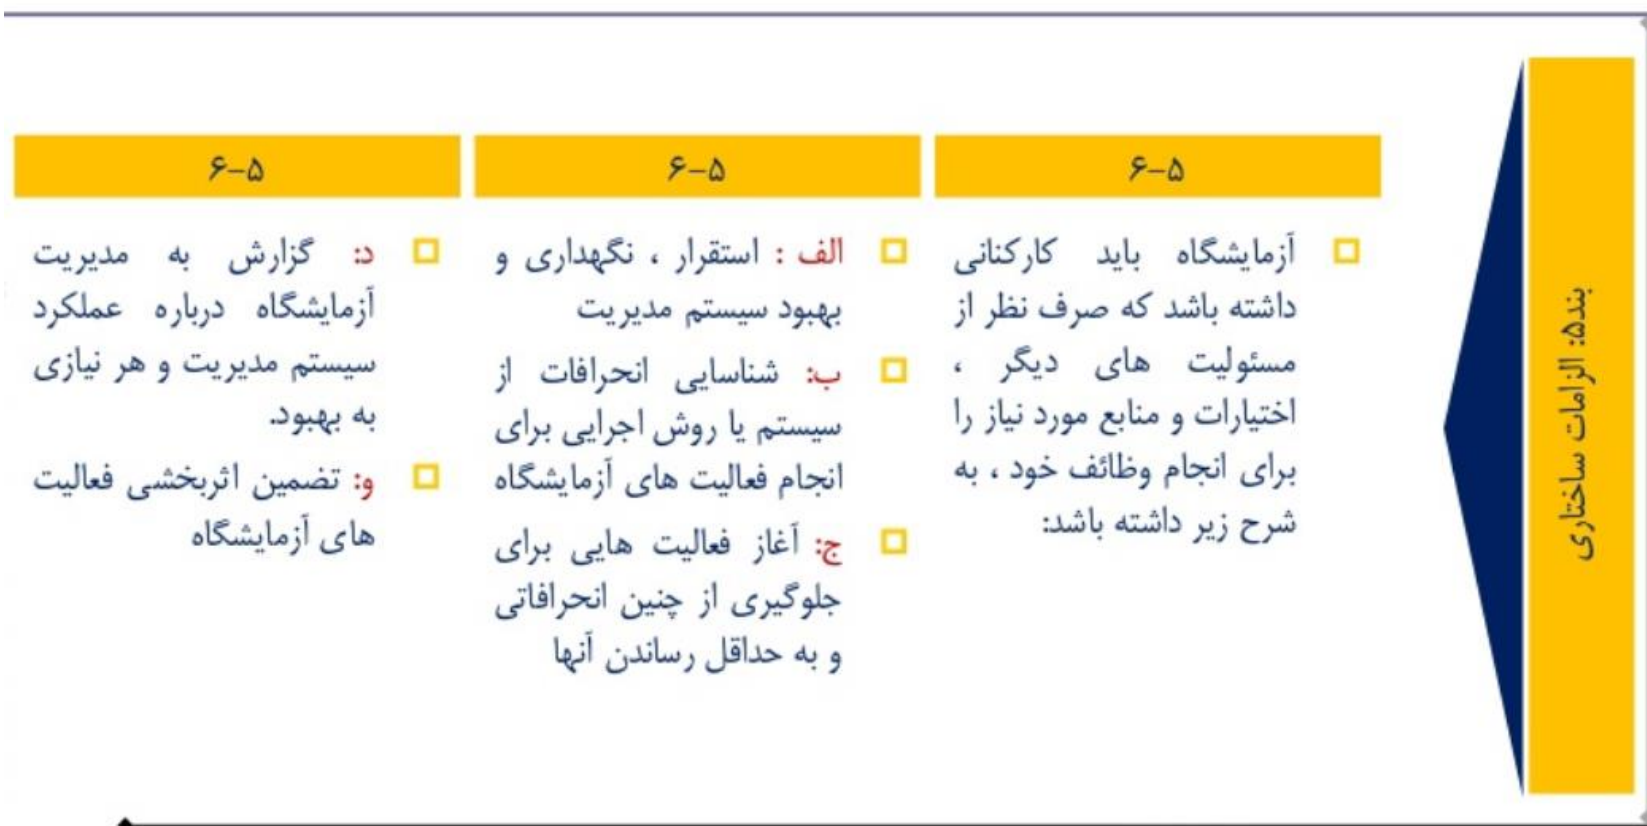 بند۵: الزامات ساختاری
۵-۶
آزمایشگاه باید کارکنانی
داشته باشد که صرف نظر از
مسئولیت های دیگر ،
اختیارات و منابع مورد نیاز را
برای انجام وظائف خود ، به
شرح زیر داشته باشد:
۵-۶
الف : استقرار ، نگهداری و
بهبود سیستم مدیریت
ب: شناسایی انحرافات از
سیستم یا روش اجرایی برای
انجام فعالیت های آزمایشگاه
ج: آغاز فعالیت هایی برای
جلوگیری از چنین انحرافاتی
و به حداقل رساندن آنها
۵-۶
د: گزارش به مدیریت
آزمایشگاه درباره عملکرد
سیستم مدیریت و هر نیازی
به بهبود.
و: تضمین اثربخشی فعالیت
های آزمایشگاه